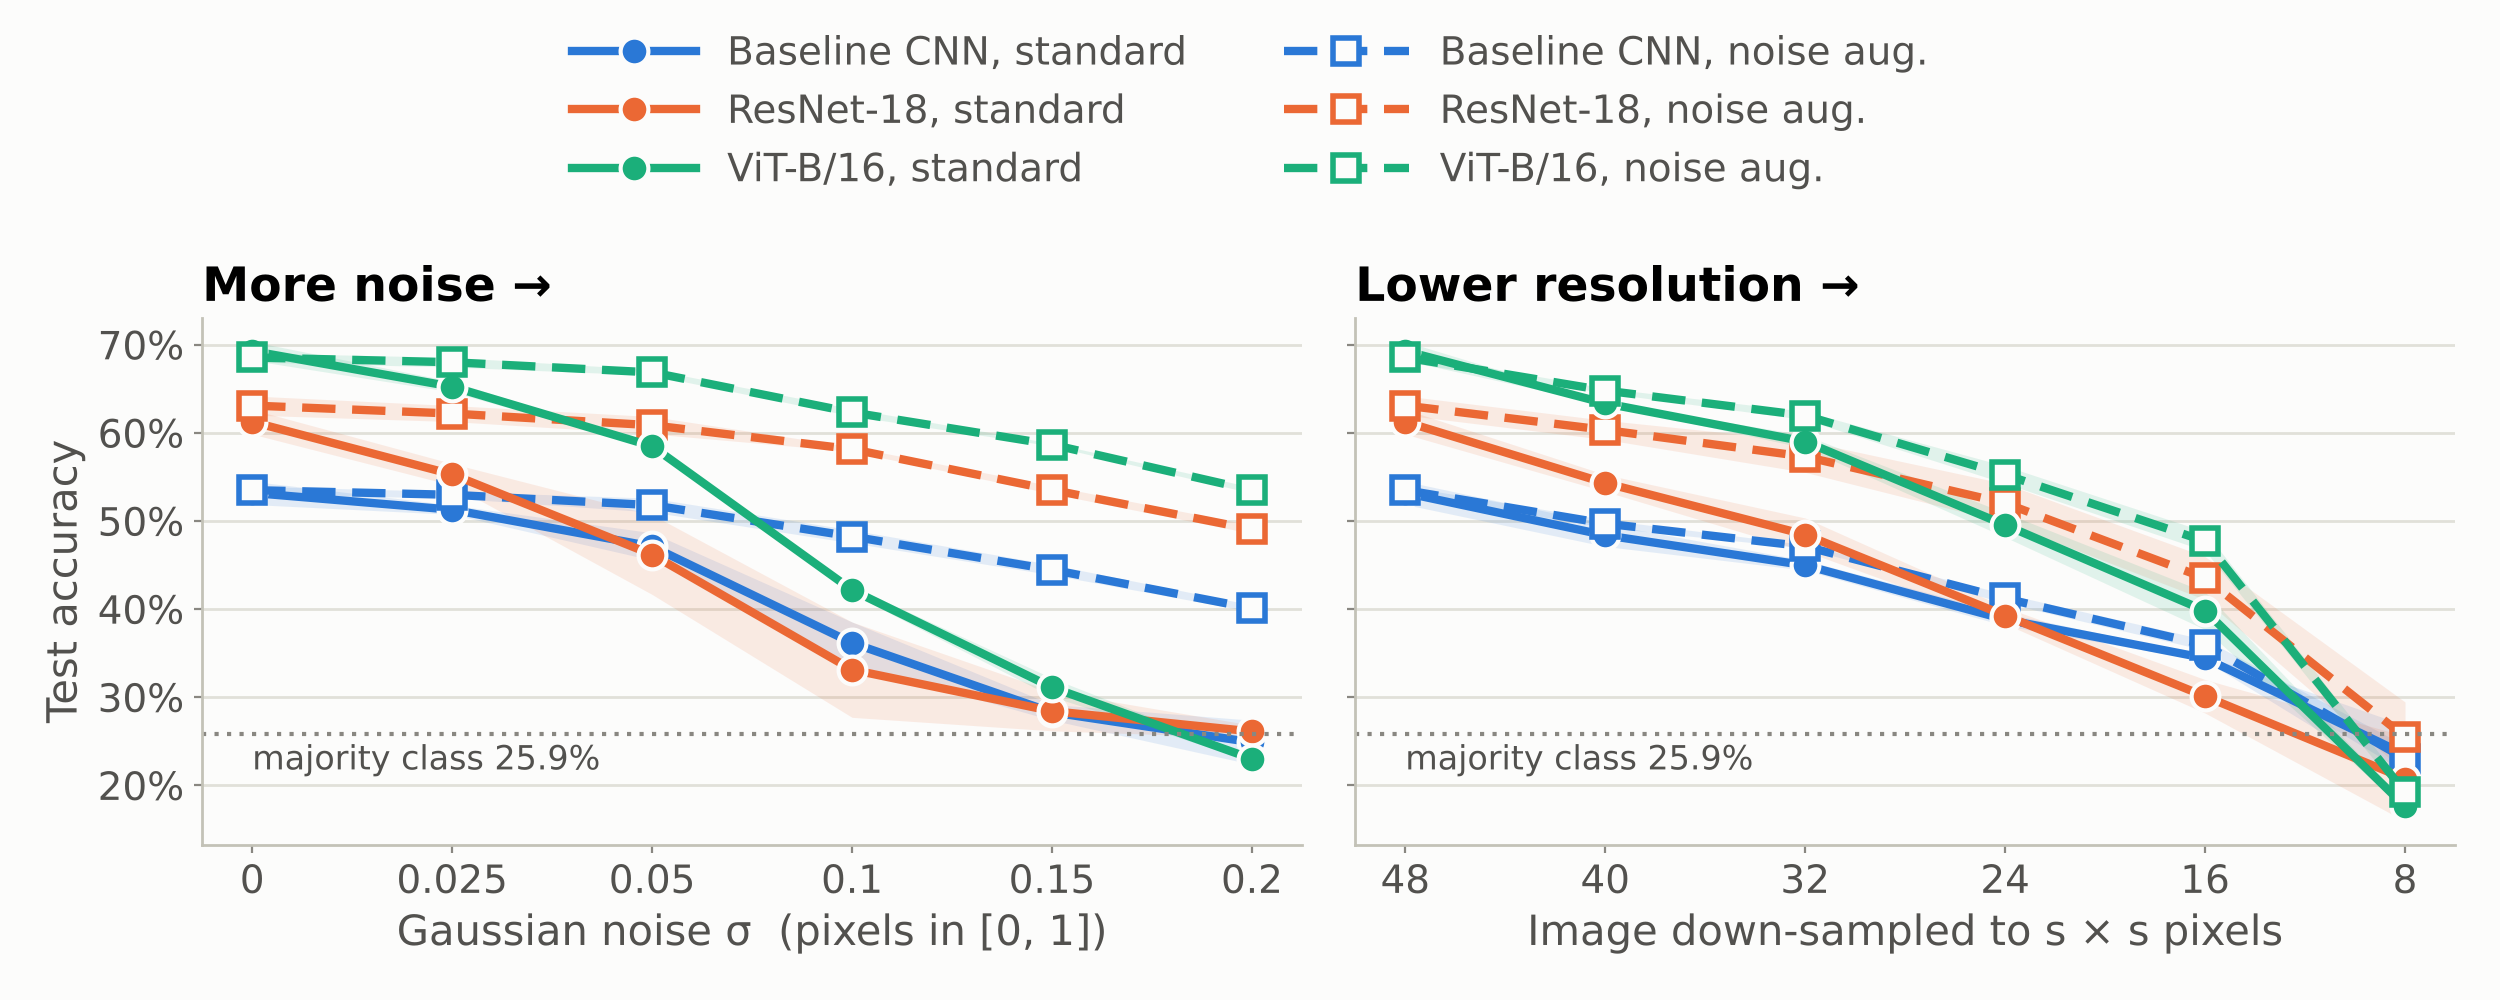 Baseline CNN, standard
Baseline CNN, noise aug.
ResNet-18, standard
ResNet-18, noise aug.
ViT-B/16, standard
ViT-B/16, noise aug.
More noise →
Lower resolution →
Test accuracy
70%
60%
50%
40%
30%
20%
majority class 25.9%
majority class 25.9%
0 0.025 0.05 0.1 0.15 0.2
48 40 32 24 16 8
Gaussian noise σ (pixels in [0, 1])
Image down-sampled to s × s pixels